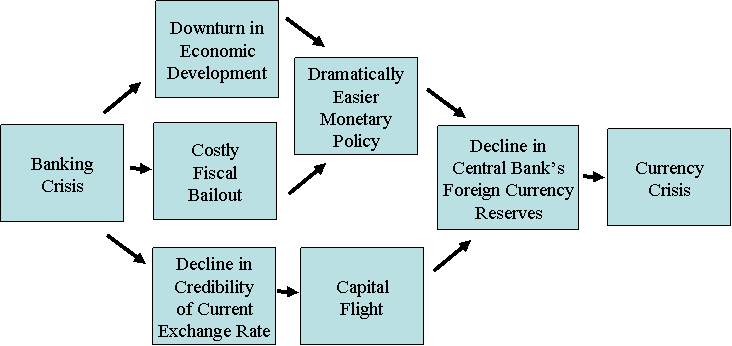 Banking
Crisis
Downturn in
Economic
Development
Costly
Fiscal
Bailout
Decline in
Credibility
of Current
Exchange Rate
Dramatically
Easier
Monetary
Policy
Capital
Flight
Decline in
Central Bank’s
Foreign Currency
Reserves
Currency
Crisis